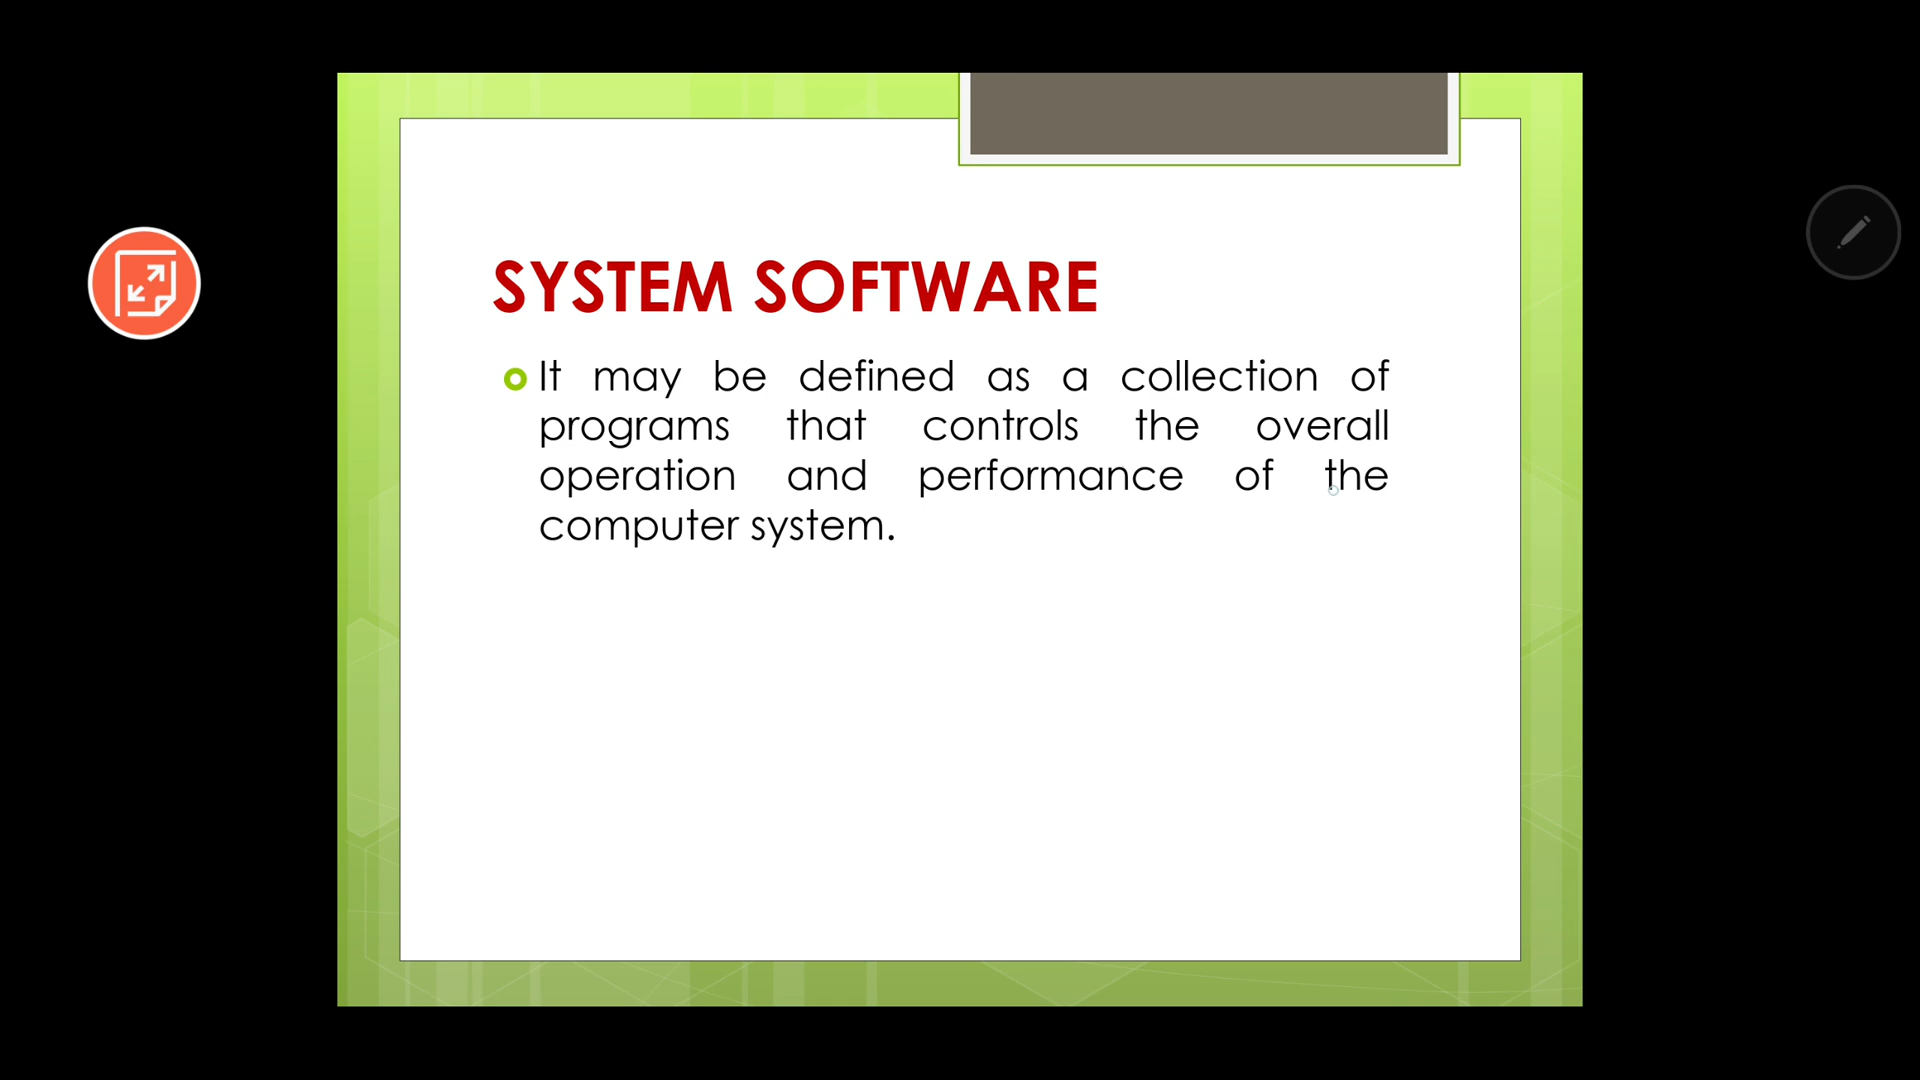 SYSTEM SOFTWARE
It may be defined as a collection of
programs that controls the overall
operation and performance of the
computer system.